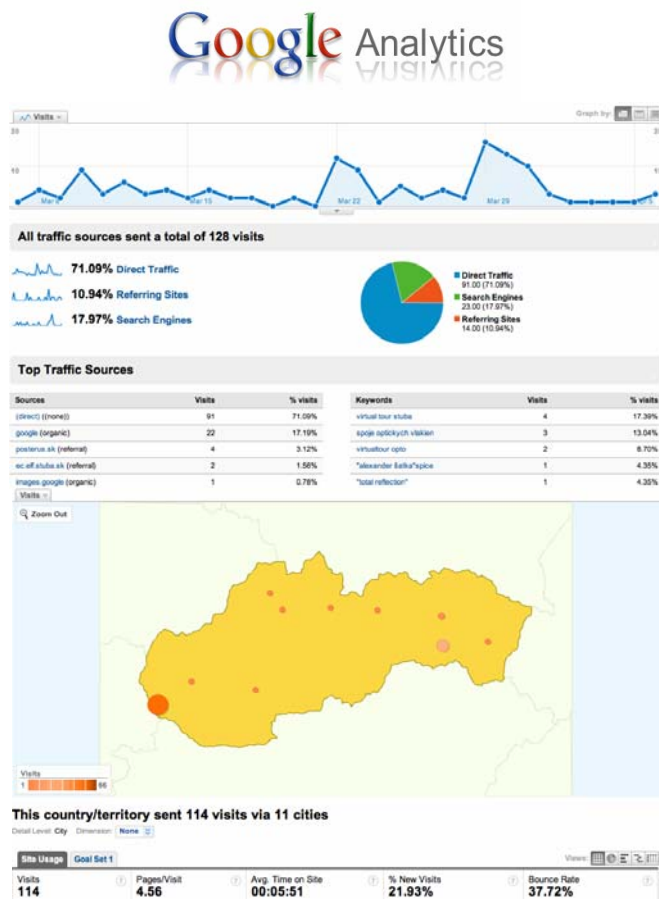 Google Analytics
Visits
Graph by:
20
10
Mar 15
Mar 22
Mar 29
All traffic sources sent a total of 128 visits
71.09% Direct Traffic
10.94% Referring Sites
17.97% Search Engines
Direct Traffic
91.00 (71.09%)
Search Engines
23.00 (17.97%)
Referring Sites
14.00 (10.94%)
Top Traffic Sources
Sources Visits % visits
(direct) ((none)) 91 71.09%
google (organic) 22 17.19%
posterus.sk (referral) 4 3.12%
ec.elf.stuba.sk (referral) 2 1.56%
images.google (organic) 1 0.78%
Keywords Visits % visits
virtual tour stuba 4 17.39%
spoje optickych vlakien 3 13.04%
virtualtour opto 2 8.70%
"alexander šatka"spice 1 4.35%
"total reflection" 1 4.35%
Visits
Zoom Out
Visits
1 66
This country/territory sent 114 visits via 11 cities
Detail Level: City Dimension: None
Site Usage Goal Set 1 Views:
Visits Pages/Visit Avg. Time on Site % New Visits Bounce Rate
114 4.56 00:05:51 21.93% 37.72%